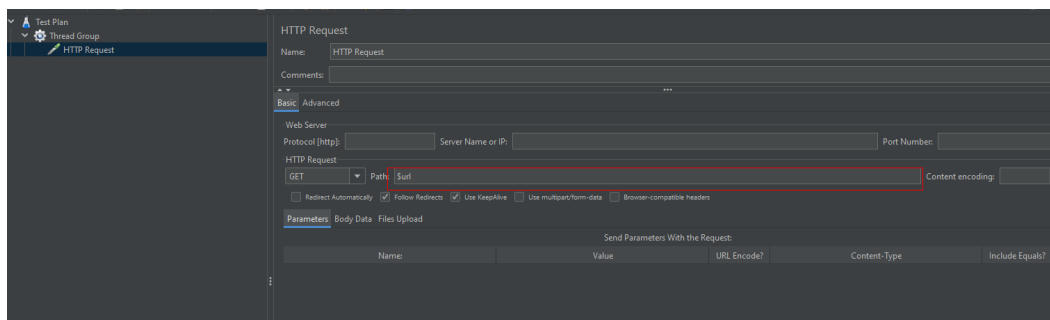 Test Plan
Thread Group
HTTP Request
HTTP Request
Name: HTTP Request
Comments:
Basic Advanced
Web Server
Protocol [http]: Server Name or IP: Port Number:
HTTP Request
GET Path: $url Content encoding:
Redirect Automatically Follow Redirects Use KeepAlive Use multipart/form-data Browser-compatible headers
Parameters Body Data Files Upload
Send Parameters With the Request:
Name: Value URL Encode? Content-Type Include Equals?